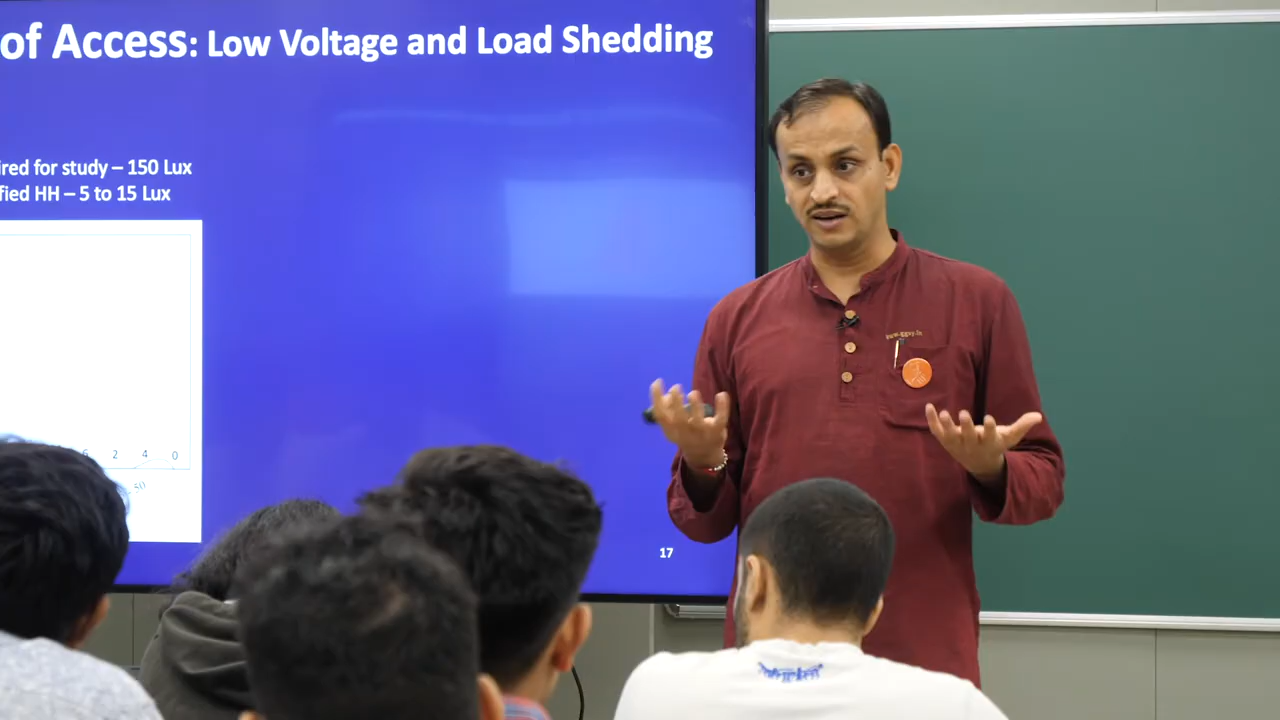 of Access: Low Voltage and Load Shedding
ired for study – 150 Lux
fied HH – 5 to 15 Lux
6 2 4 0
50
17